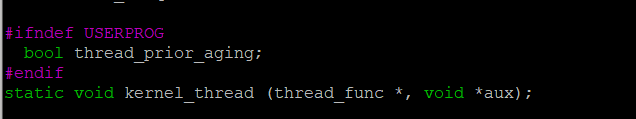 #ifndef USERPROG
  bool thread_prior_aging;
#endif
static void kernel_thread (thread_func *, void *aux);